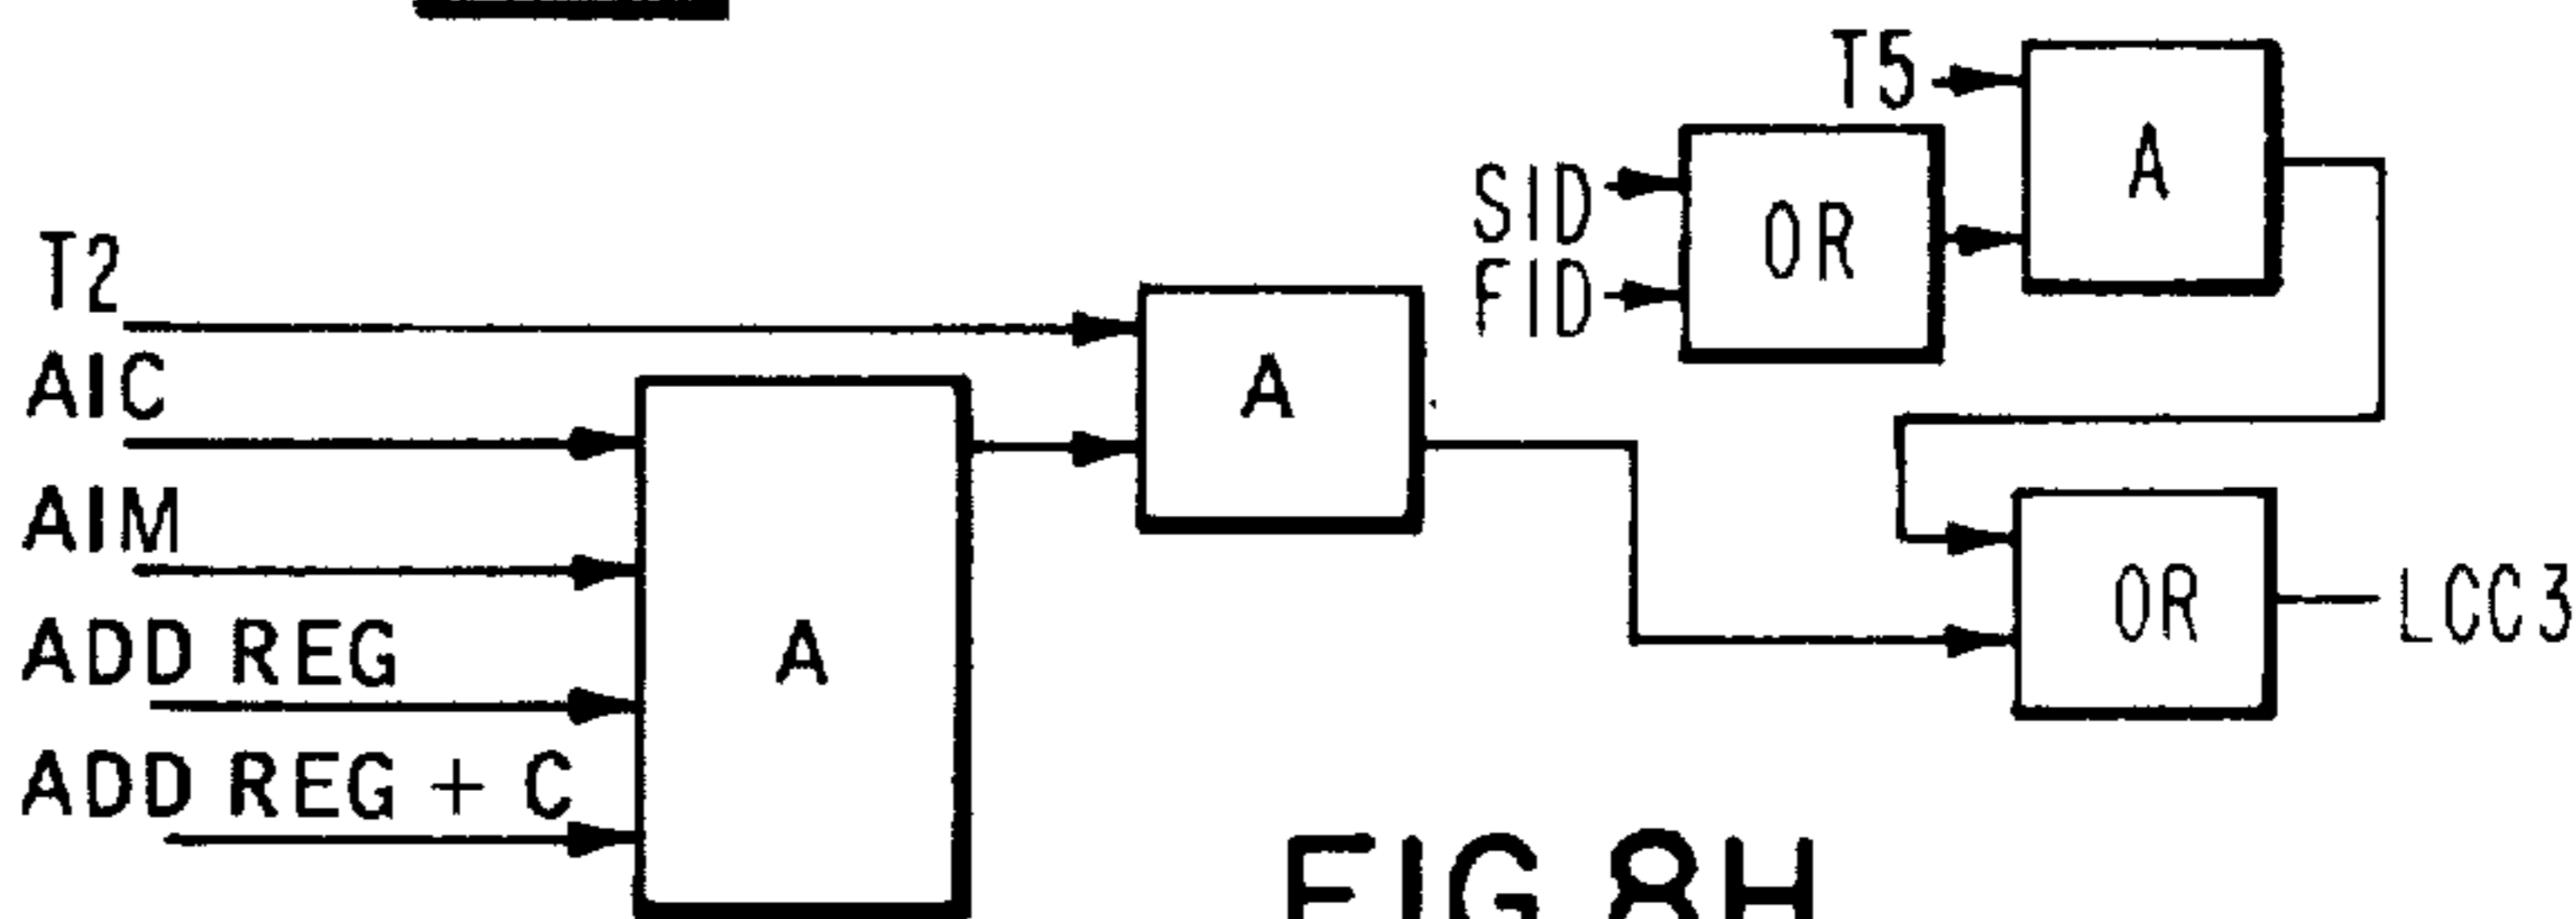 T5
A
SID
OR
FID
T2
A
AIC
AIM
OR
LCC3
ADD REG
A
ADD REG + C
FIG 8H